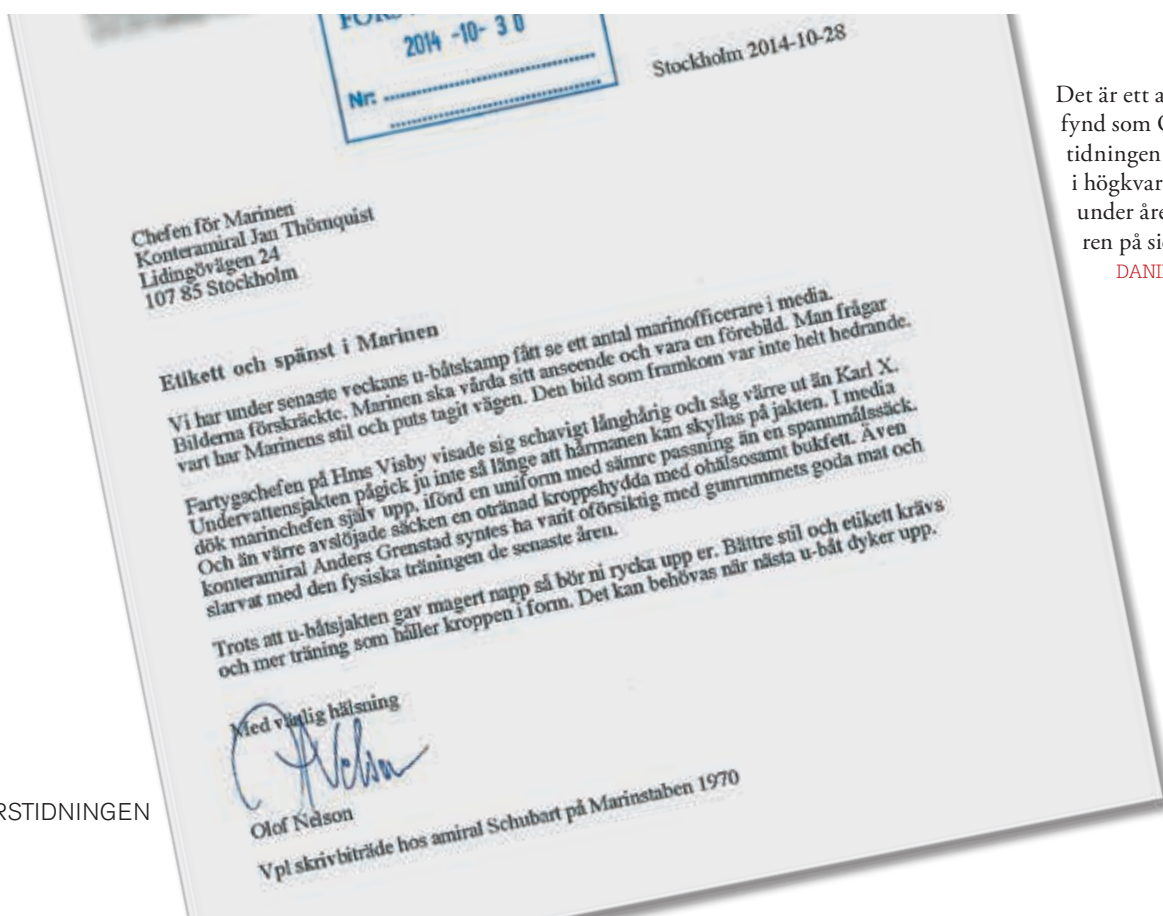 2014 -10- 30
Nr:
Stockholm 2014-10-28
Chefen för Marinen
Konteramiral Jan Thörnquist
Lidingövägen 24
107 85 Stockholm
Etikett och spänst i Marinen
Vi har under senaste veckans u-båtskamp fått se ett antal marinofficerare i media.
Bilderna förskräckte. Marinen ska vårda sitt anseende och vara en förebild. Man frågar
vart har Marinens stil och puts tagit vägen. Den bild som framkom var inte helt hedrande.
Fartygschefen på Hms Visby visade sig schavigt långhårig och såg värre ut än Karl X.
Undervattensjakten pågick ju inte så länge att hårmanen kan skyllas på jakten. I media
dök marinchefen själv upp, iförd en uniform med sämre passning än en spannmålssäck.
Och än värre avslöjade säcken en otränad kroppshydda med ohälsosamt bukfett. Även
konteramiral Anders Grenstad syntes ha varit oförsiktig med gunrummets goda mat och
slarvat med den fysiska träningen de senaste åren.
Trots att u-båtsjakten gav magert napp så bör ni rycka upp er. Bättre stil och etikett krävs
och mer träning som håller kroppen i form. Det kan behövas när nästa u-båt dyker upp.
Med vänlig hälsning
Olof Nelson
Vpl skrivbiträde hos amiral Schubart på Marinstaben 1970
Det är ett
fynd som
tidningen
i
under
ren på
RSTIDNINGEN